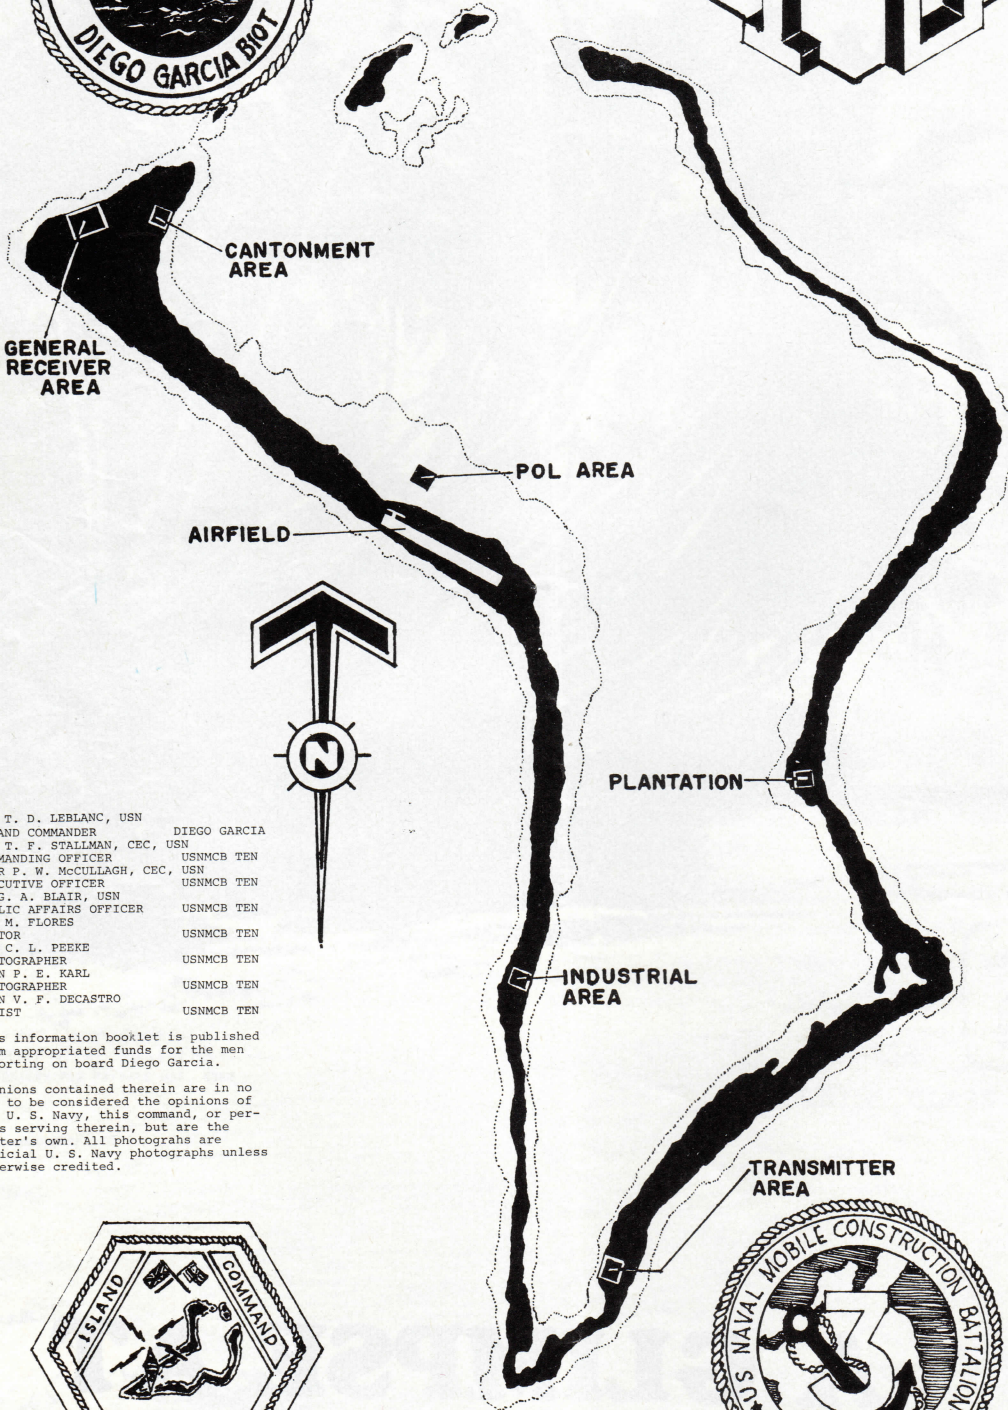 DIEGO GARCIA BIOT
CANTONMENT
AREA
GENERAL
RECEIVER
AREA
POL AREA
AIRFIELD
N
PLANTATION
T. D. LEBLANC, USN
AND COMMANDER DIEGO GARCIA
T. F. STALLMAN, CEC, USN
MANDING OFFICER USNMCB TEN
R P. W. McCULLAGH, CEC, USN
CUTIVE OFFICER USNMCB TEN
G. A. BLAIR, USN
LIC AFFAIRS OFFICER USNMCB TEN
M. FLORES
TOR USNMCB TEN
C. L. PEEKE
TOGRAPHER USNMCB TEN
N P. E. KARL
TOGRAPHER USNMCB TEN
N V. F. DECASTRO
IST USNMCB TEN
INDUSTRIAL
AREA
s information booklet is published
m appropriated funds for the men
orting on board Diego Garcia.
nions contained therein are in no
to be considered the opinions of
U. S. Navy, this command, or per-
s serving therein, but are the
ter's own. All photograhs are
icial U. S. Navy photographs unless
erwise credited.
TRANSMITTER
AREA
ISLAND COMMAND
US NAVAL MOBILE CONSTRUCTION BATTALION
3